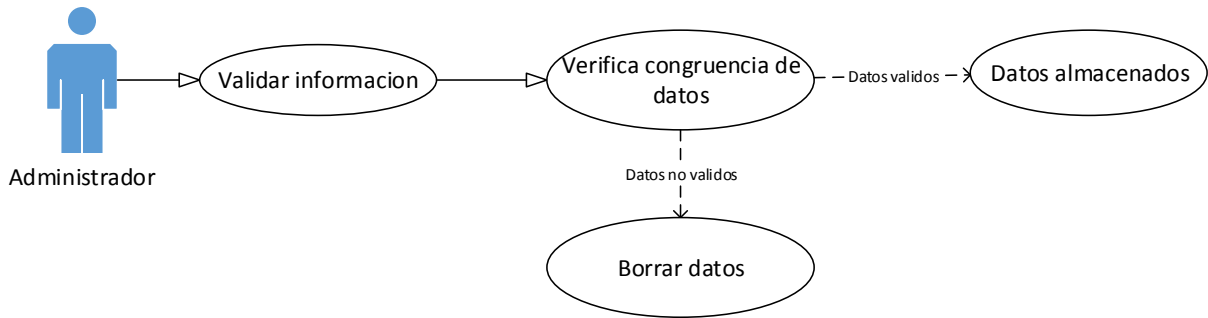 Administrador
Validar informacion
Verifica congruencia de
datos
Datos validos
Datos almacenados
Datos no validos
Borrar datos